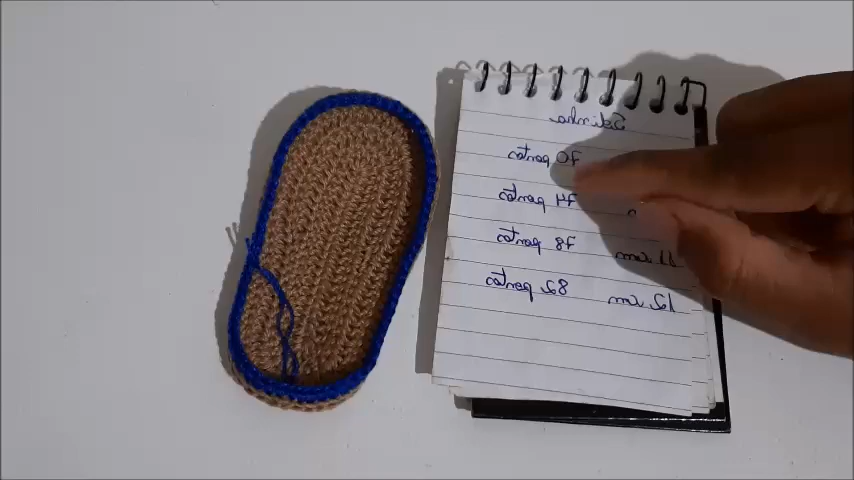 Solinha
70 pontos
74 pontos
11 cm 78 pontos
12 cm 82 pontos